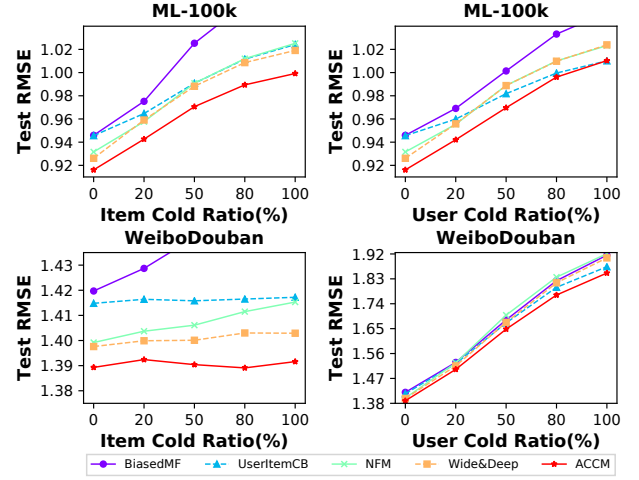 ML-100k
Test RMSE
1.02
1.00
0.98
0.96
0.94
0.92
0 20 50 80 100
Item Cold Ratio(%)
ML-100k
Test RMSE
1.02
1.00
0.98
0.96
0.94
0.92
0 20 50 80 100
User Cold Ratio(%)
WeiboDouban
Test RMSE
1.43
1.42
1.41
1.40
1.39
1.38
0 20 50 80 100
Item Cold Ratio(%)
WeiboDouban
Test RMSE
1.92
1.83
1.74
1.65
1.56
1.47
1.38
0 20 50 80 100
User Cold Ratio(%)
BiasedMF UserItemCB NFM Wide&Deep ACCM